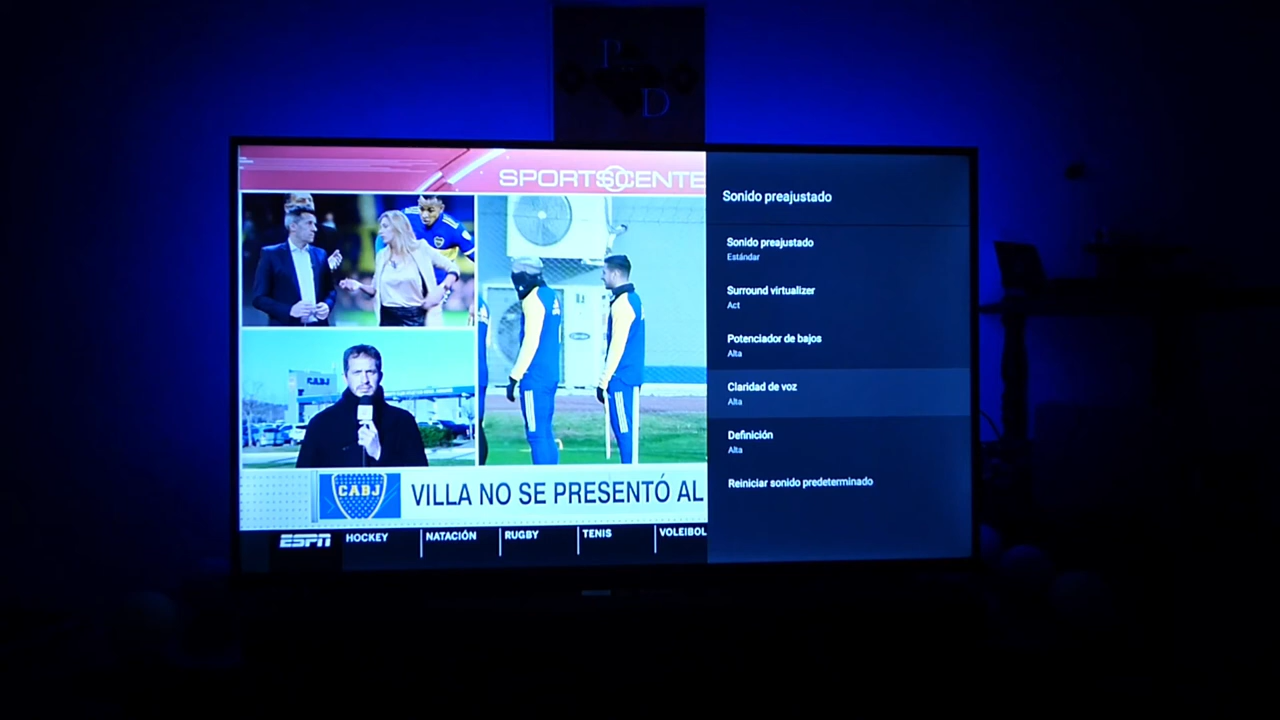 P
D
SPORTSCENTE
Sonido preajustado
Sonido preajustado
Estándar
Surround virtualizer
Act
Potenciador de bajos
Alta
Claridad de voz
Alta
Definición
Alta
Reiniciar sonido predeterminado
CABJ
CABJ
VILLA NO SE PRESENTÓ AL
ESPN
HOCKEY
NATACIÓN
RUGBY
TENIS
VOLEIBOL